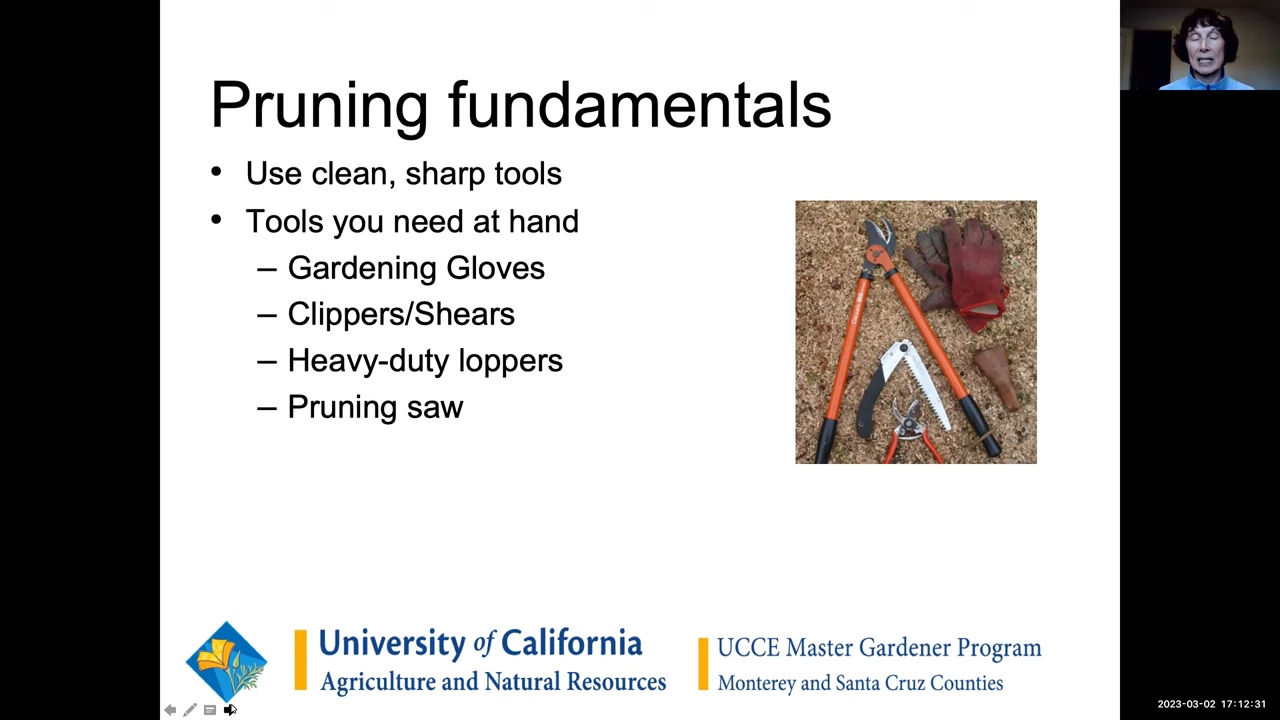 Pruning fundamentals
• Use clean, sharp tools
• Tools you need at hand
– Gardening Gloves
– Clippers/Shears
– Heavy-duty loppers
– Pruning saw
University of California
Agriculture and Natural Resources
UCCE Master Gardener Program
Monterey and Santa Cruz Counties
2023-03-02 17:12:31